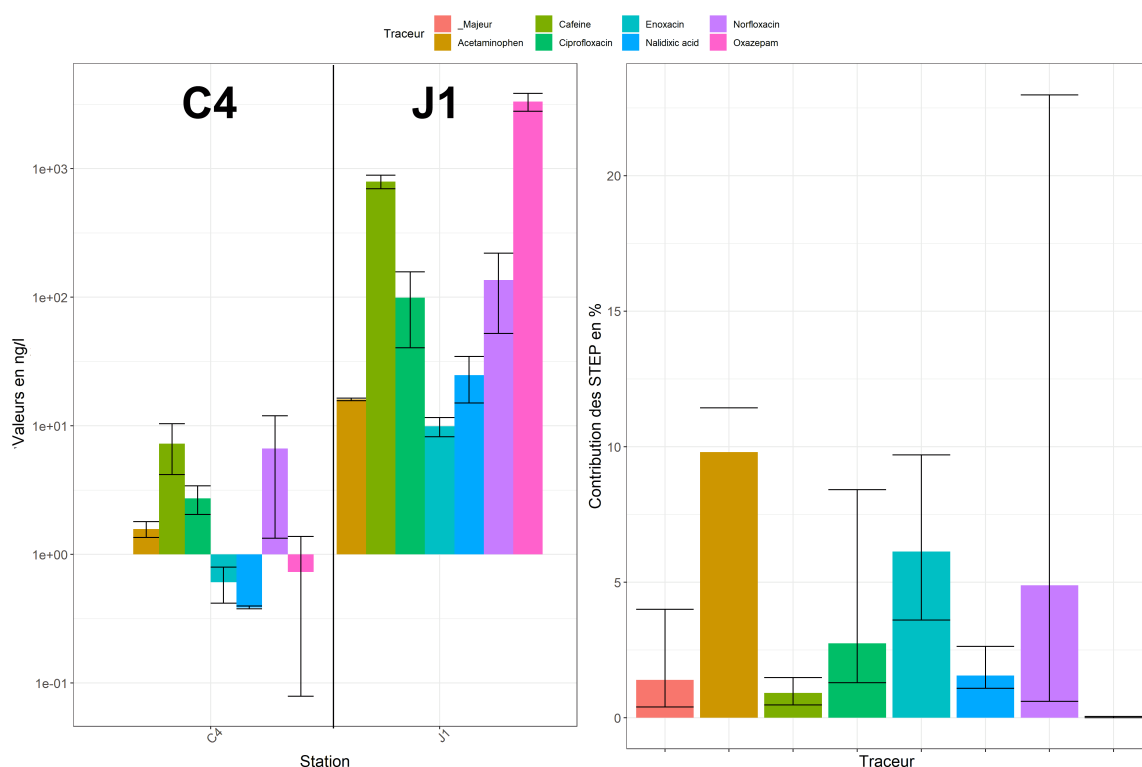 Traceur
_Majeur
Cafeine
Enoxacin
Norfloxacin
Acetaminophen
Ciprofloxacin
Nalidixic acid
Oxazepam
C4
J1
1e+03
1e+02
1e+01
1e+00
1e-01
`Valeurs en ng/l
C4
J1
Station
20
15
10
5
0
Contribution des STEP en %
Traceur